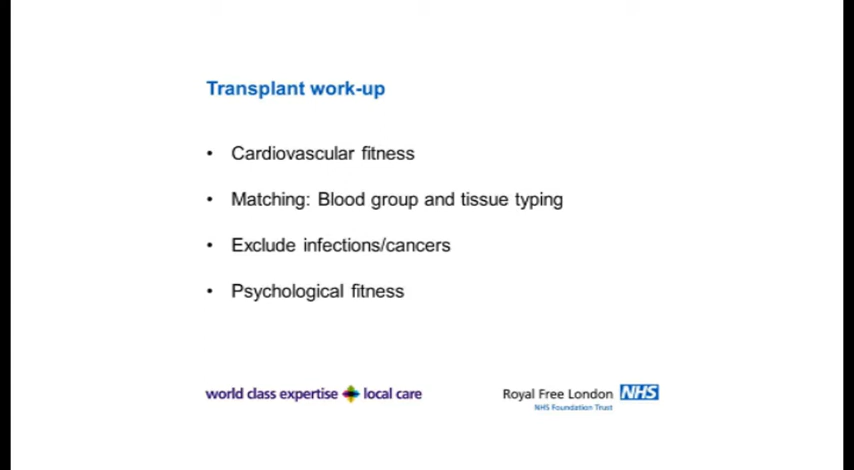 Transplant work-up
• Cardiovascular fitness
• Matching: Blood group and tissue typing
• Exclude infections/cancers
• Psychological fitness
world class expertise local care
Royal Free London NHS
NHS Foundation Trust